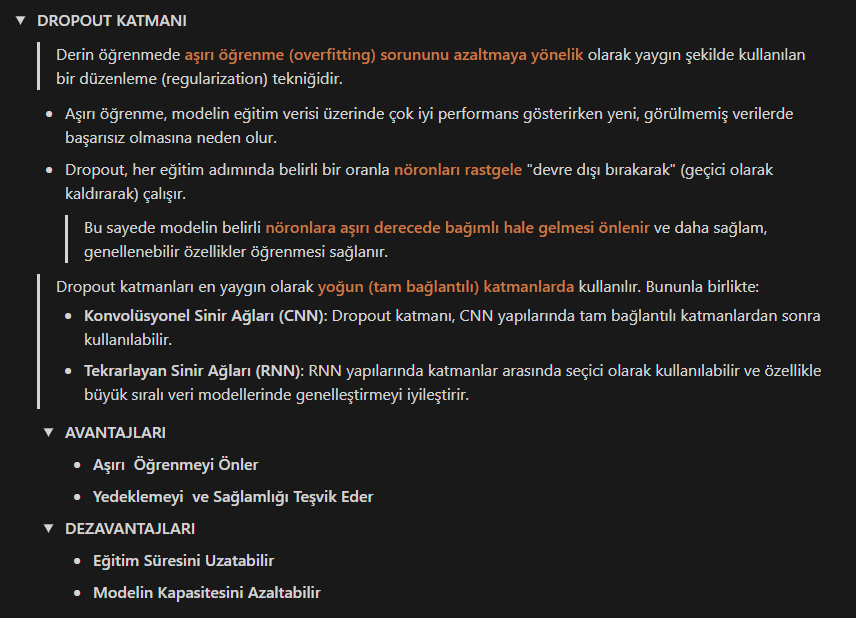 DROPOUT KATMANI
Derin öğrenmede aşırı öğrenme (overfitting) sorununu azaltmaya yönelik olarak yaygın şekilde kullanılan
bir düzenleme (regularization) tekniğidir.
Aşırı öğrenme, modelin eğitim verisi üzerinde çok iyi performans gösterirken yeni, görülmemiş verilerde
başarısız olmasına neden olur.
Dropout, her eğitim adımında belirli bir oranla nöronları rastgele "devre dışı bırakarak" (geçici olarak
kaldırarak) çalışır.
Bu sayede modelin belirli nöronlara aşırı derecede bağımlı hale gelmesi önlenir ve daha sağlam,
genellenebilir özellikler öğrenmesi sağlanır.
Dropout katmanları en yaygın olarak yoğun (tam bağlantılı) katmanlarda kullanılır. Bununla birlikte:
Konvolüsyonel Sinir Ağları (CNN): Dropout katmanı, CNN yapılarında tam bağlantılı katmanlardan sonra
kullanılabilir.
Tekrarlayan Sinir Ağları (RNN): RNN yapılarında katmanlar arasında seçici olarak kullanılabilir ve özellikle
büyük sıralı veri modellerinde genelleştirmeyi iyileştirir.
AVANTAJLARI
Aşırı  Öğrenmeyi Önler
Yedeklemeyi  ve Sağlamlığı Teşvik Eder
DEZAVANTAJLARI
Eğitim Süresini Uzatabilir
Modelin Kapasitesini Azaltabilir